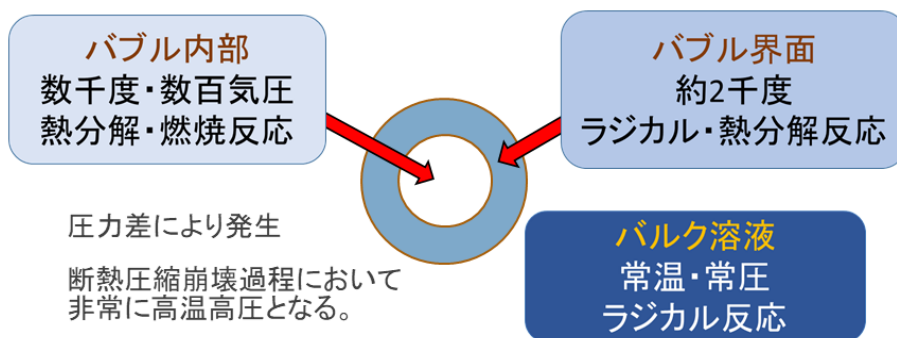 バブル内部
数千度・数百気圧
熱分解・燃焼反応
バブル界面
約2千度
ラジカル・熱分解反応
圧力差により発生
断熱圧縮崩壊過程において
非常に高温高圧となる。
バルク溶液
常温・常圧
ラジカル反応